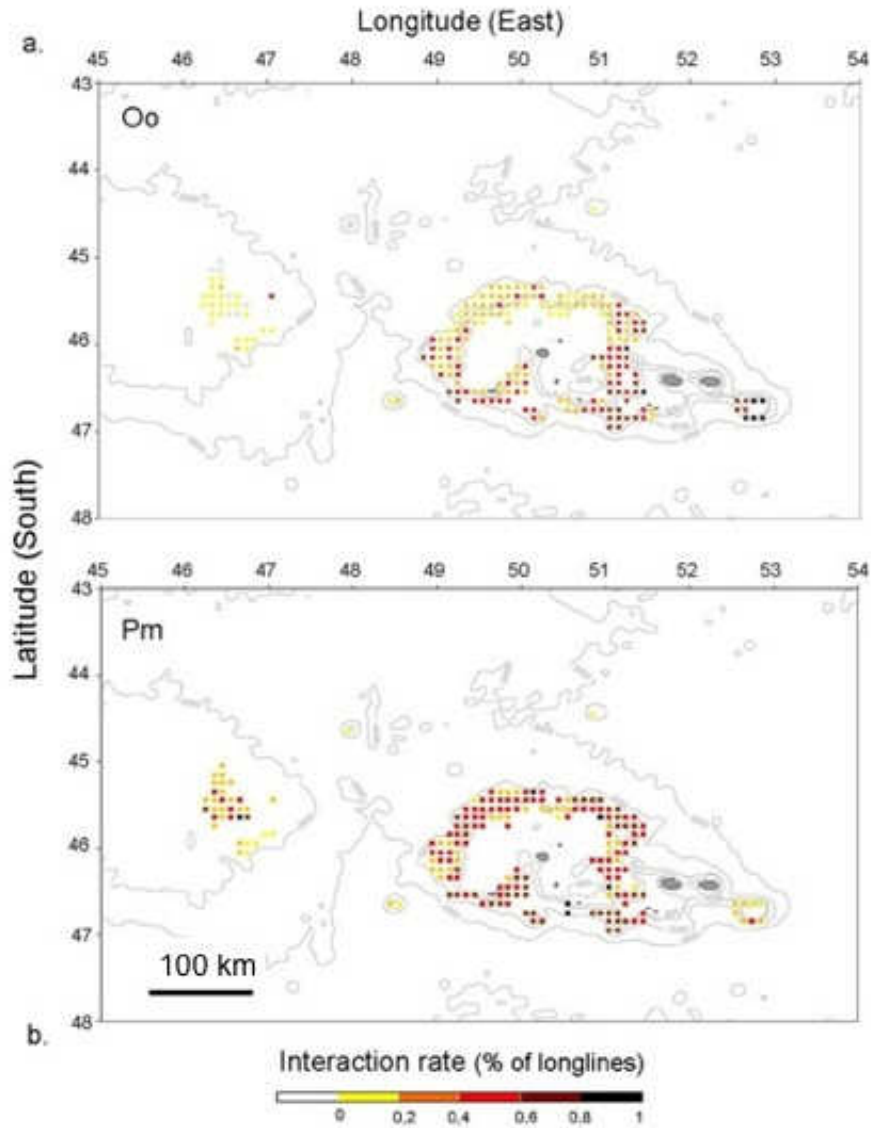 Longitude (East)
a.
45 46 47 48 49 50 51 52 53 54
43
Oo
44
45
46
47
48
Latitude (South)
45 46 47 48 49 50 51 52 53 54
43
Pm
44
45
46
47
100 km
48
b.
Interaction rate (% of longlines)
0 0,2 0,4 0,6 0,8 1